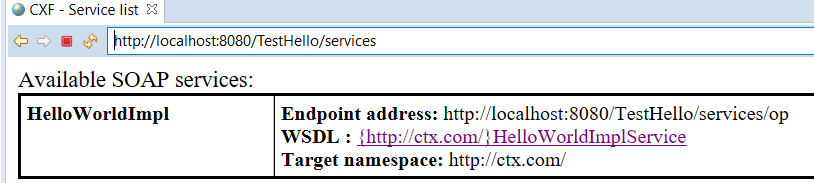 CXF - Service list
http://localhost:8080/TestHello/services
Available SOAP services:
HelloWorldImpl
Endpoint address: http://localhost:8080/TestHello/services/op
WSDL : {http://ctx.com/}HelloWorldImplService
Target namespace: http://ctx.com/